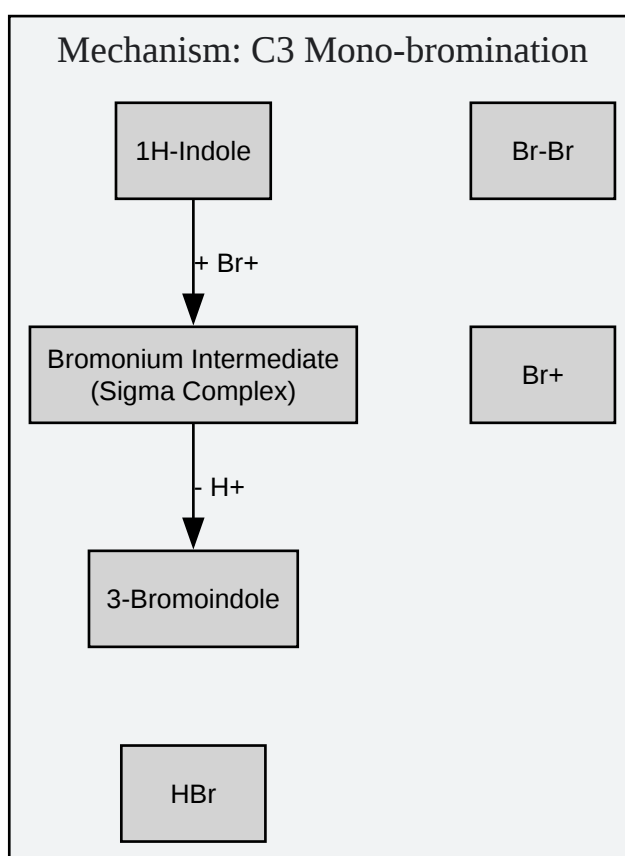 Mechanism: C3 Mono-bromination
1H-Indole
Br-Br
+ Br+
Bromonium Intermediate
(Sigma Complex)
Br+
- H+
3-Bromoindole
HBr